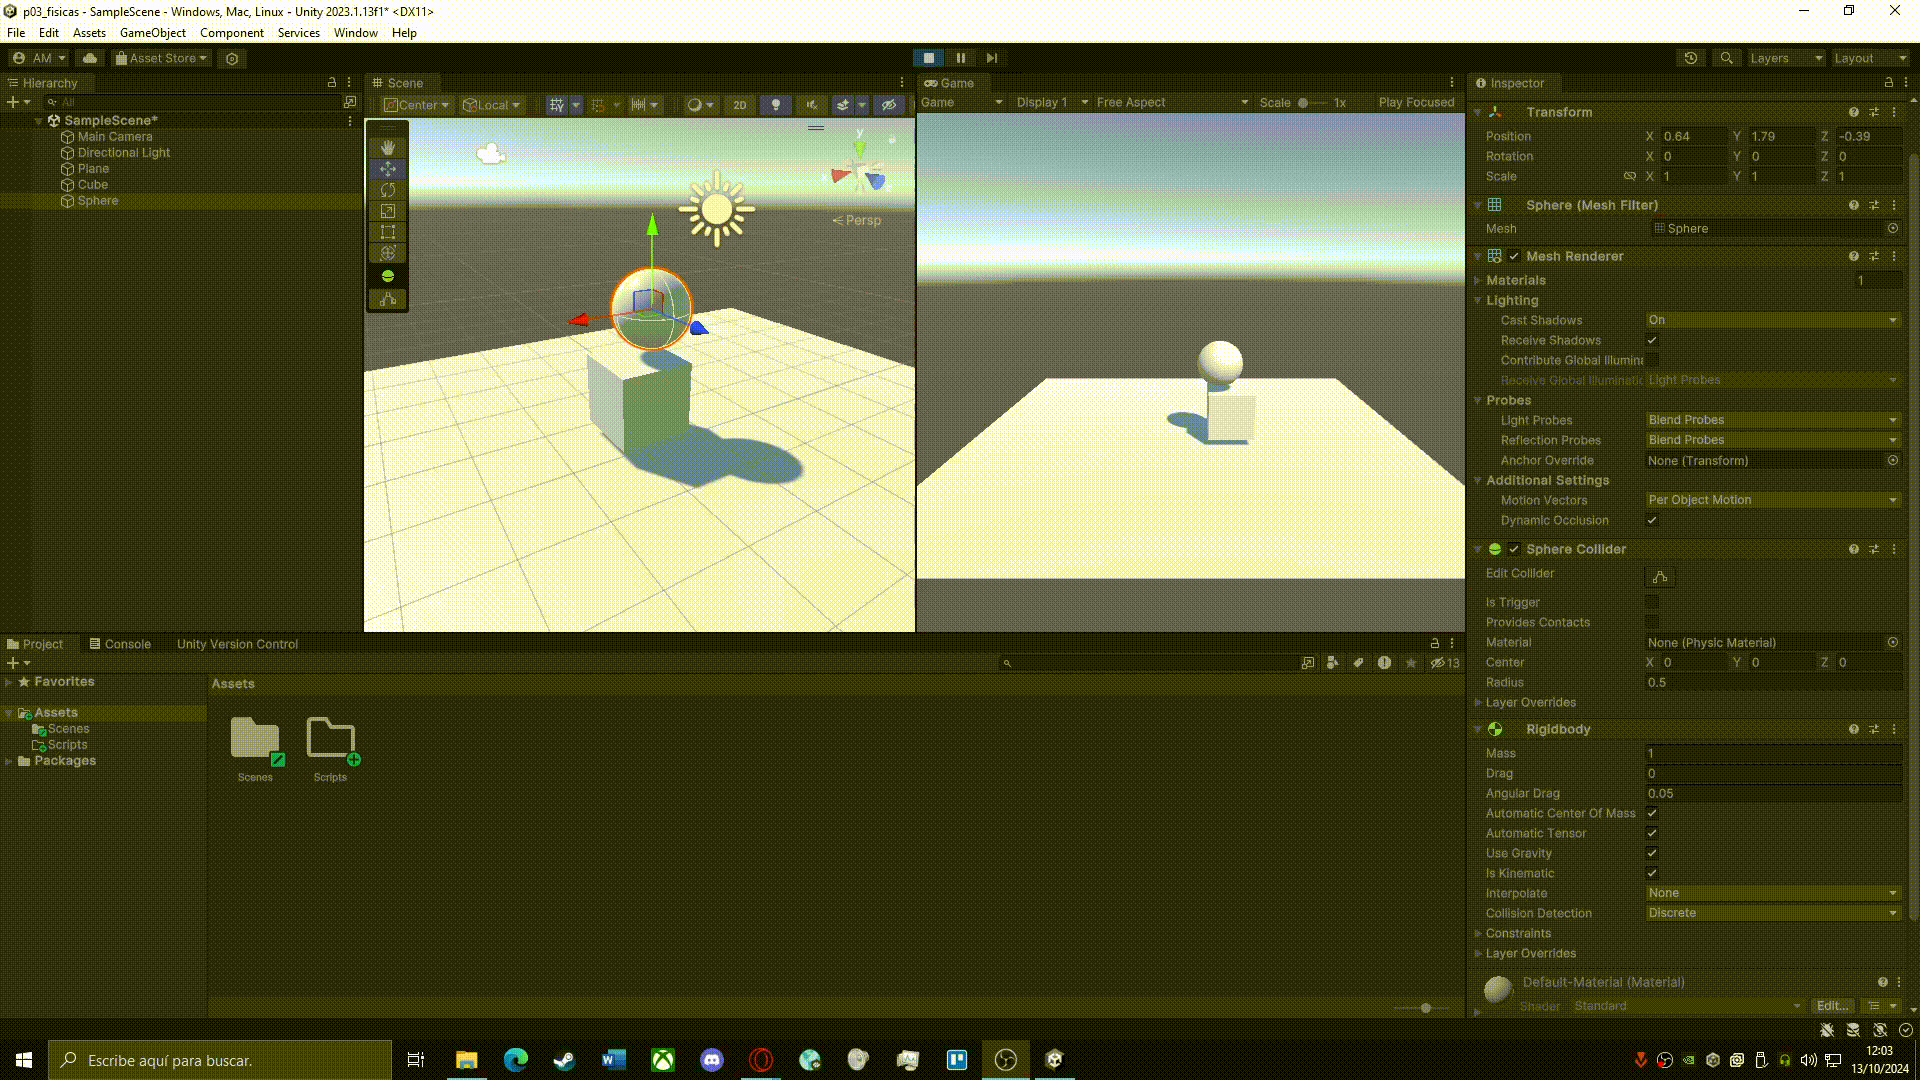 p03_fisicas - SampleScene - Windows, Mac, Linux - Unity 2023.1.13f1* <DX11>
File Edit Assets GameObject Component Services Window Help
AM Asset Store Layers Layout
Hierarchy
All
SampleScene*
Main Camera
Directional Light
Plane
Cube
Sphere
Scene
Center Local 2D
y
Persp
Game
Game Display 1 Free Aspect Scale 1x Play Focused
Inspector
Transform
Position X 0.64 Y 1.79 Z -0.39
Rotation X 0 Y 0 Z 0
Scale X 1 Y 1 Z 1
Sphere (Mesh Filter)
Mesh Sphere
Mesh Renderer
Materials 1
Lighting
Cast Shadows On
Receive Shadows
Contribute Global Illumina
Receive Global Illuminatic Light Probes
Probes
Light Probes Blend Probes
Reflection Probes Blend Probes
Anchor Override None (Transform)
Additional Settings
Motion Vectors Per Object Motion
Dynamic Occlusion
Sphere Collider
Edit Collider
Is Trigger
Provides Contacts
Material None (Physic Material)
Center X 0 Y 0 Z 0
Radius 0.5
Layer Overrides
Rigidbody
Mass 1
Drag 0
Angular Drag 0.05
Automatic Center Of Mass
Automatic Tensor
Use Gravity
Is Kinematic
Interpolate None
Collision Detection Discrete
Constraints
Layer Overrides
Default-Material (Material)
Shader Standard Edit...
Project Console Unity Version Control
13
Favorites
Assets
Scenes
Scripts
Packages
Assets
Scenes Scripts
Escribe aquí para buscar.
12:03
13/10/2024